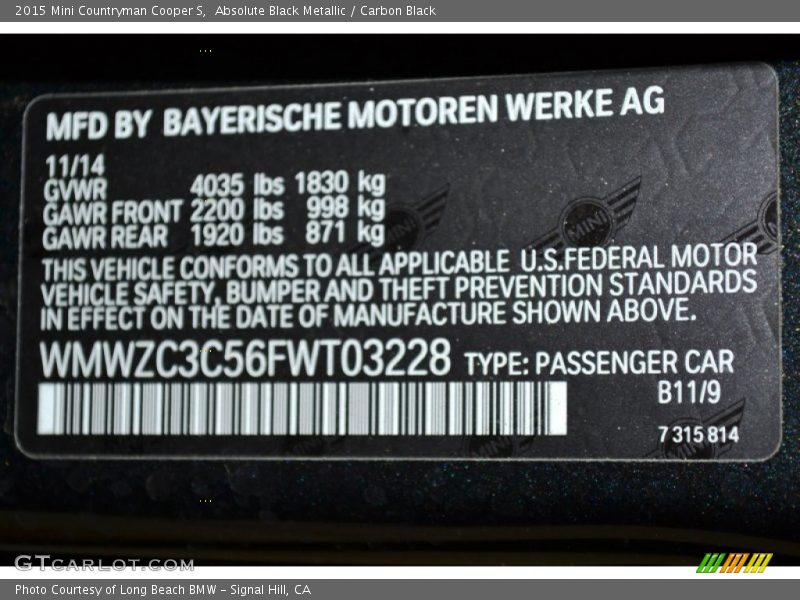 2015 Mini Countryman Cooper S,  Absolute Black Metallic / Carbon Black
MFD BY BAYERISCHE MOTOREN WERKE AG
11/14
GVWR 4035 lbs 1830 kg
GAWR FRONT 2200 lbs 998 kg
GAWR REAR 1920 lbs 871 kg
MINI
THIS VEHICLE CONFORMS TO ALL APPLICABLE U.S.FEDERAL MOTOR
VEHICLE SAFETY, BUMPER AND THEFT PREVENTION STANDARDS
IN EFFECT ON THE DATE OF MANUFACTURE SHOWN ABOVE.
WMWZC3C56FWT03228 TYPE: PASSENGER CAR
B11/9
7 315 814
GTCARLOT.COM
Photo Courtesy of Long Beach BMW - Signal Hill, CA